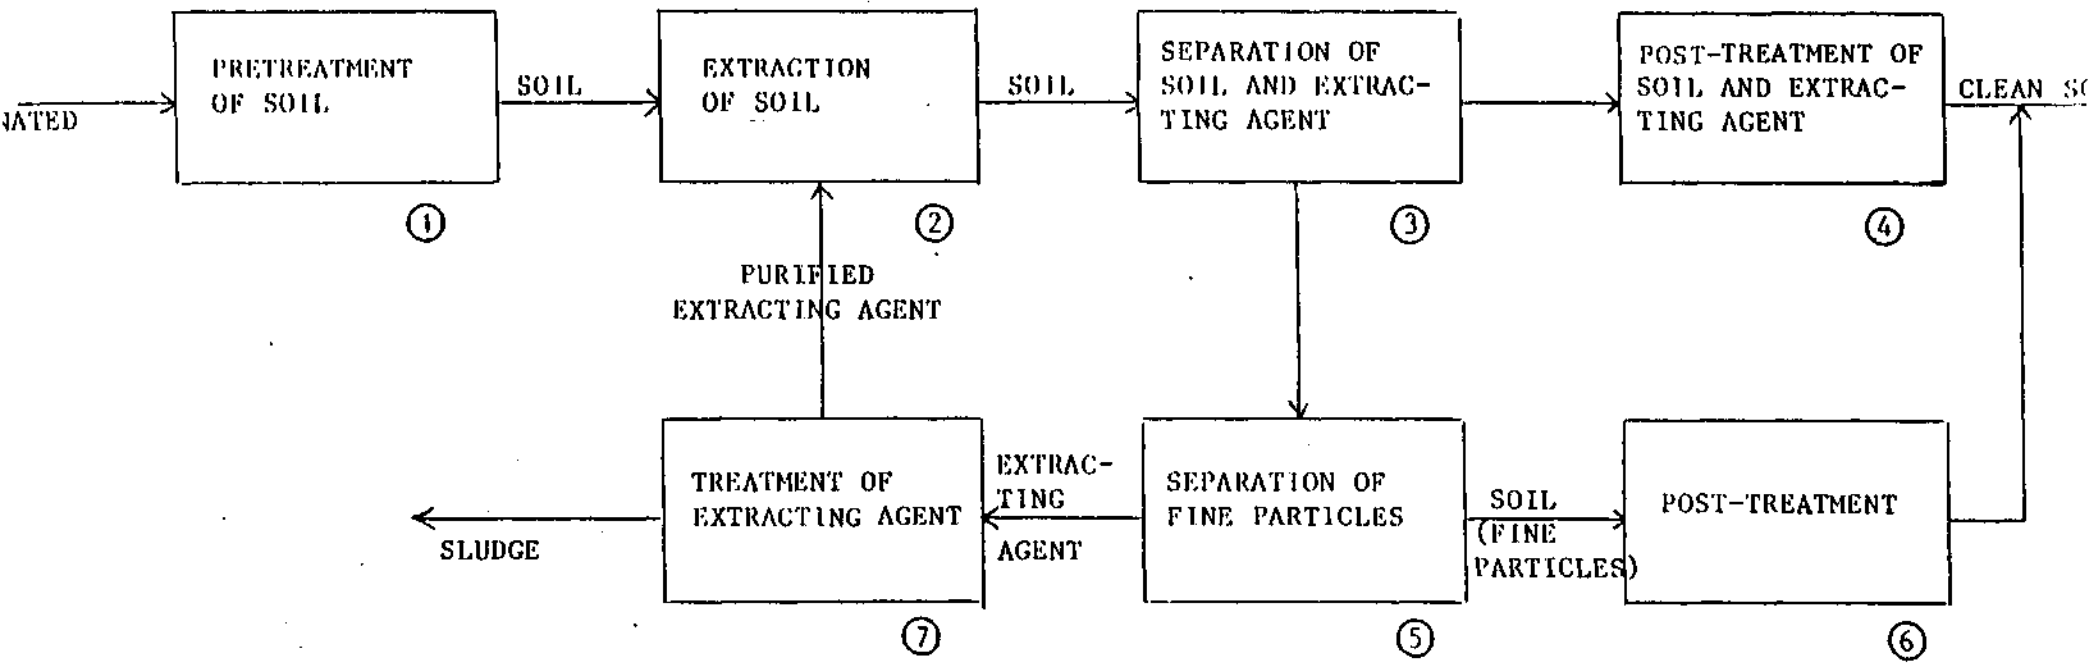 PRETREATMENT
OF SOIL
SOIL
EXTRACTION
OF SOIL
SOIL
SEPARATION OF
SOIL AND EXTRAC-
TING AGENT
POST-TREATMENT OF
SOIL AND EXTRAC-
TING AGENT
CLEAN
1
2
3
4
PURIFIED
EXTRACTING AGENT
SLUDGE
TREATMENT OF
EXTRACTING AGENT
EXTRAC-
TING
AGENT
SEPARATION OF
FINE PARTICLES
SOIL
(FINE
PARTICLES)
POST-TREATMENT
7
5
6